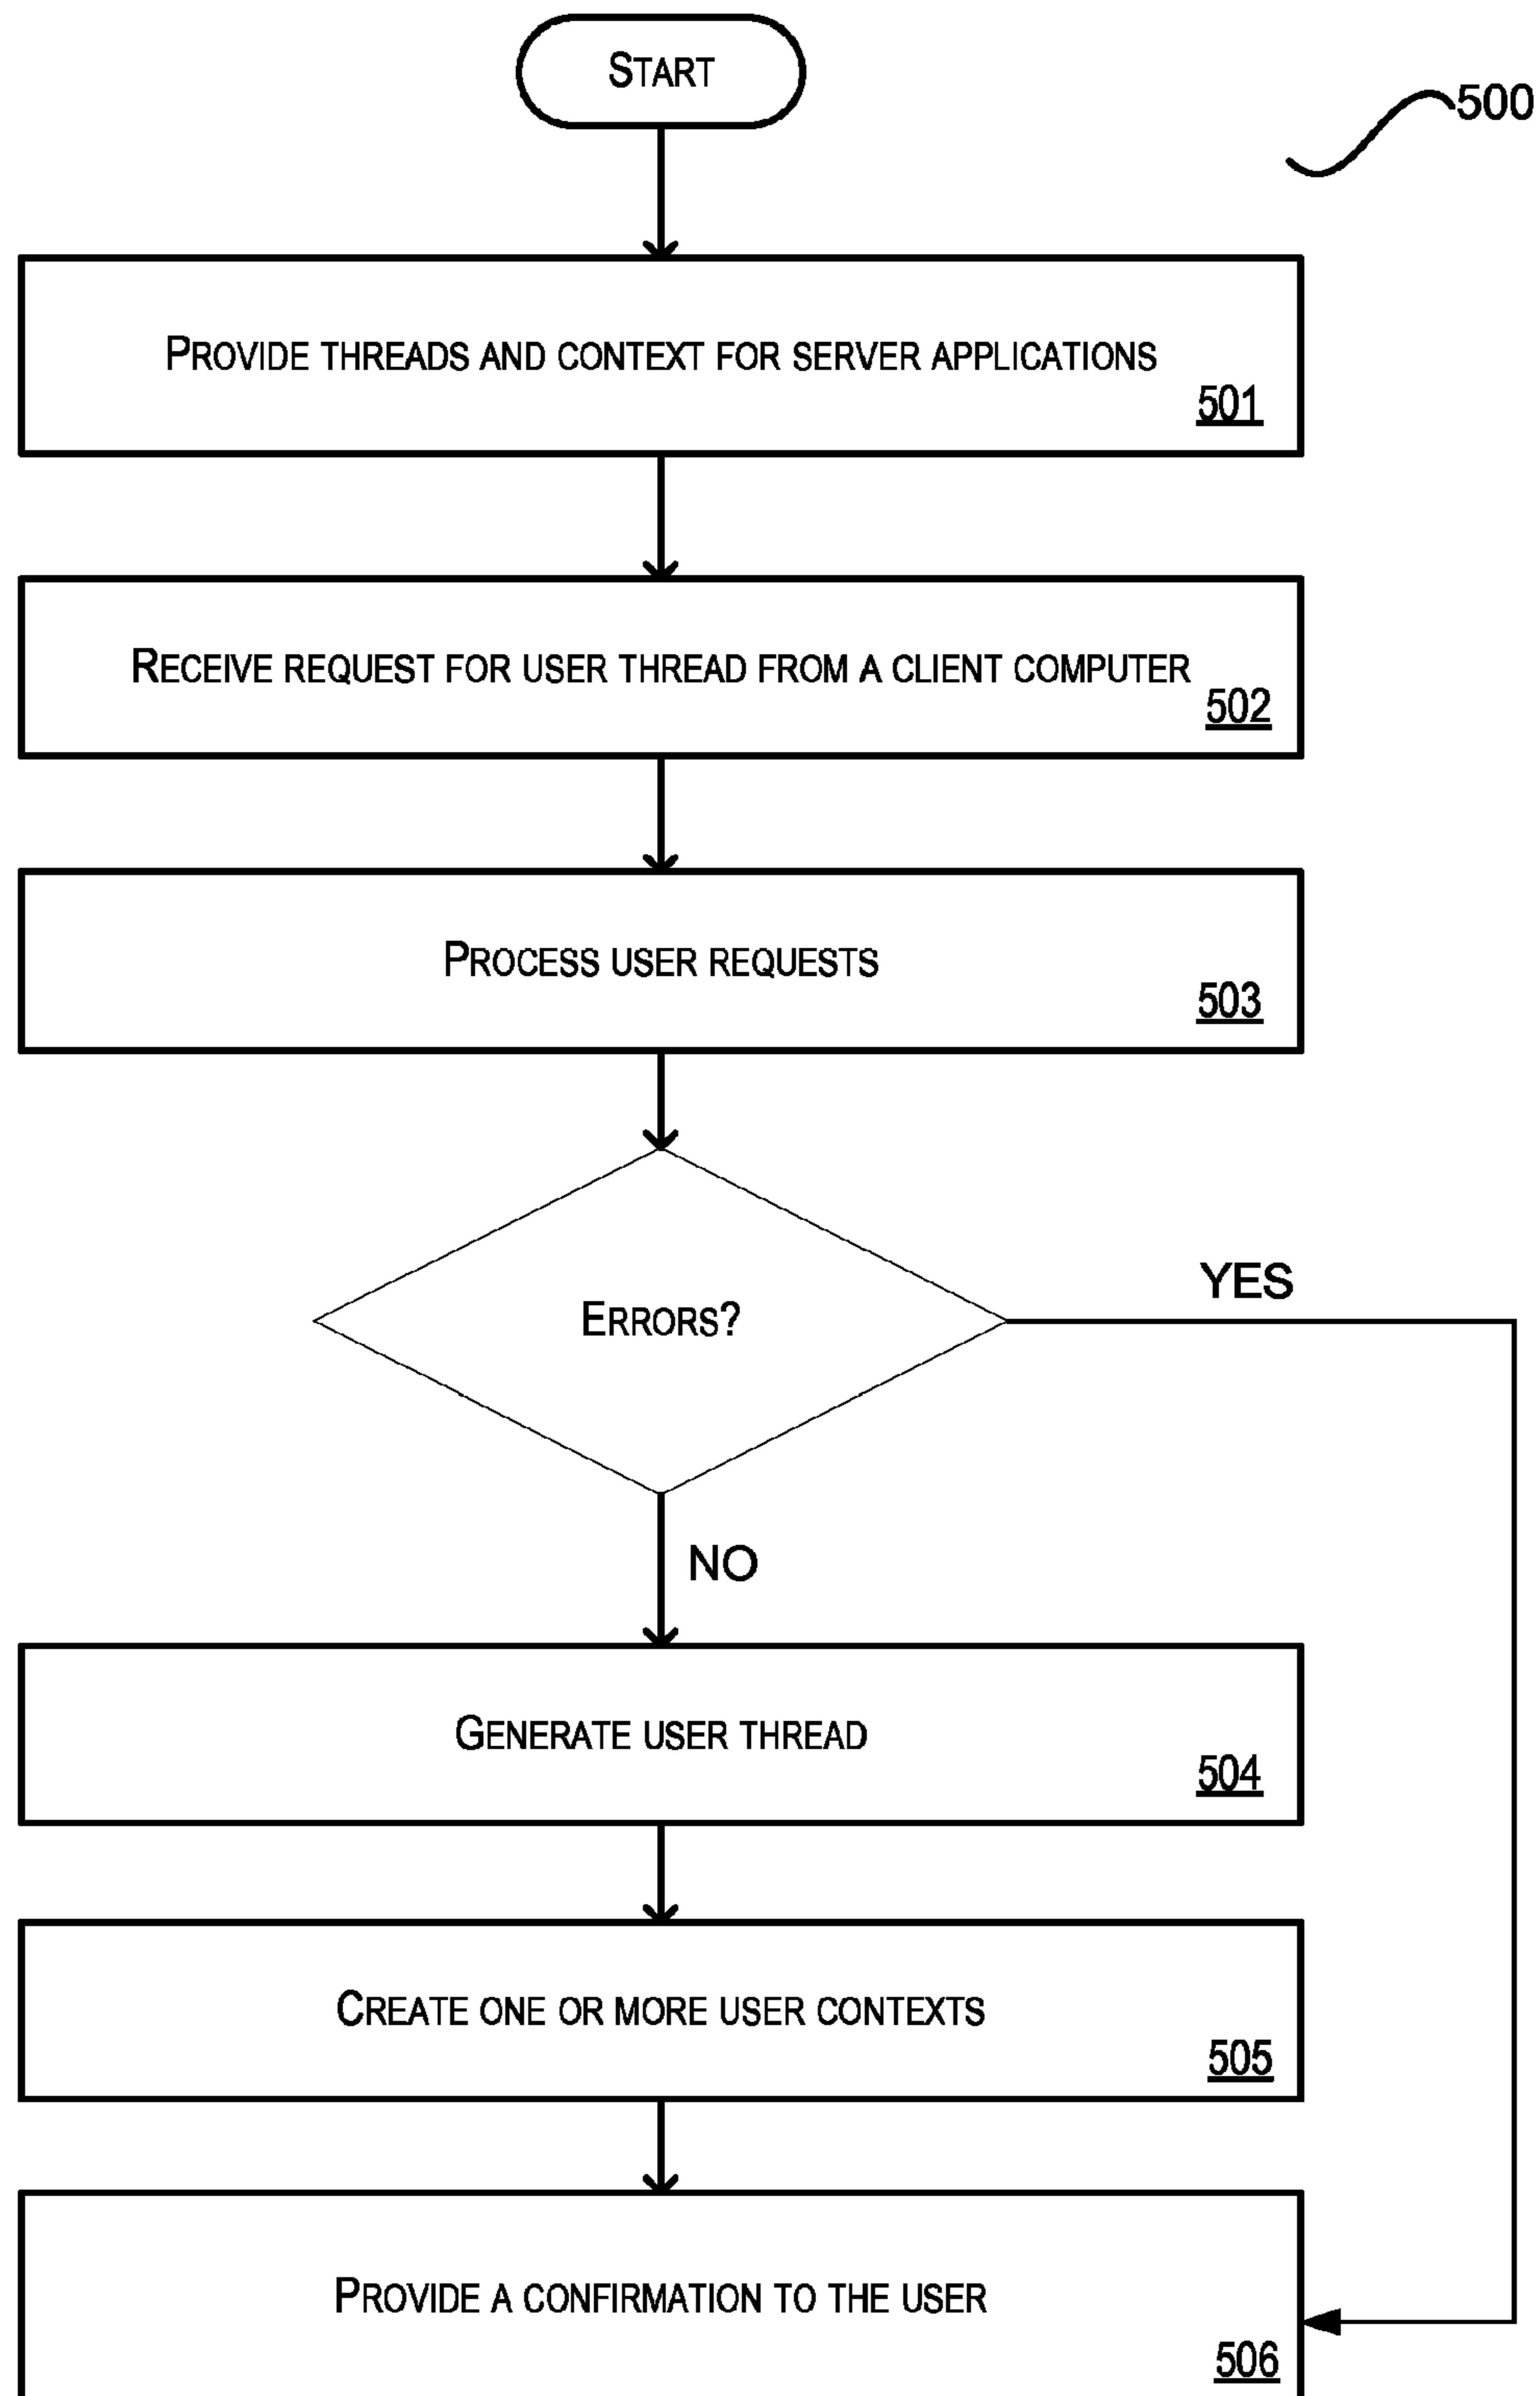 START
500
PROVIDE THREADS AND CONTEXT FOR SERVER APPLICATIONS
501
RECEIVE REQUEST FOR USER THREAD FROM A CLIENT COMPUTER
502
PROCESS USER REQUESTS
503
ERRORS?
YES
NO
GENERATE USER THREAD
504
CREATE ONE OR MORE USER CONTEXTS
505
PROVIDE A CONFIRMATION TO THE USER
506